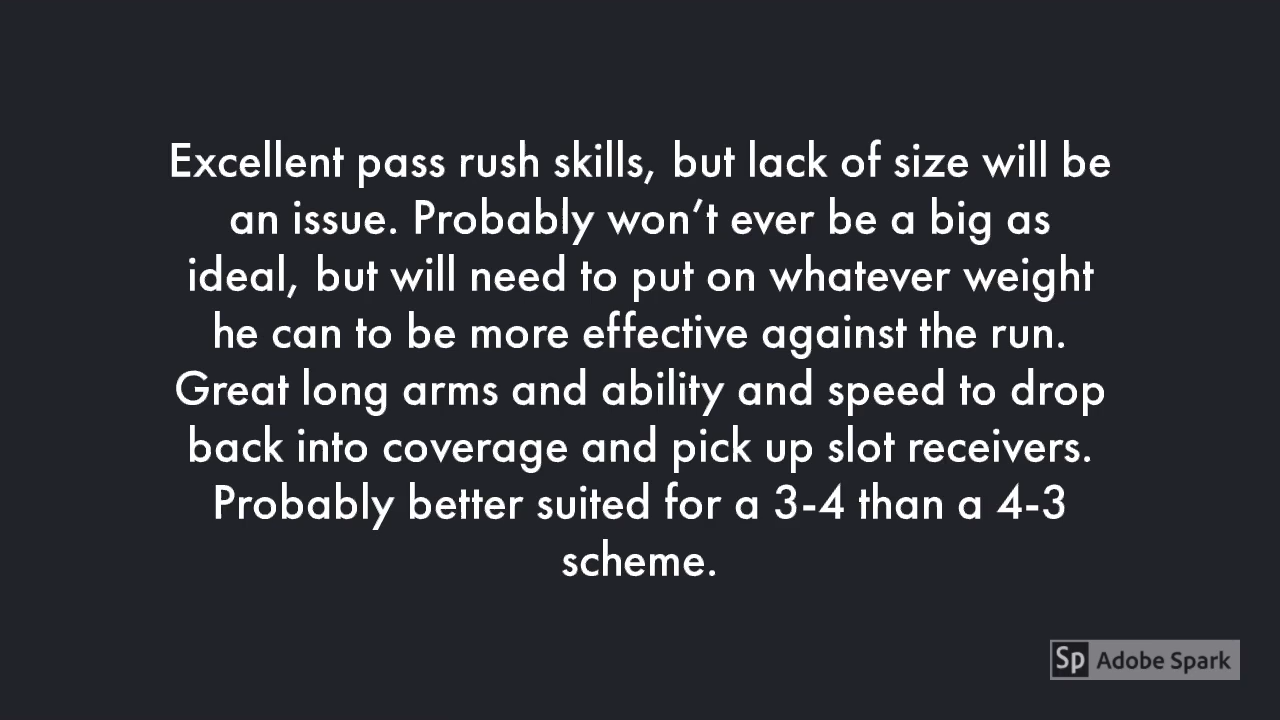 Excellent pass rush skills, but lack of size will be
an issue. Probably won’t ever be a big as
ideal, but will need to put on whatever weight
he can to be more effective against the run.
Great long arms and ability and speed to drop
back into coverage and pick up slot receivers.
Probably better suited for a 3-4 than a 4-3
scheme.
Sp Adobe Spark